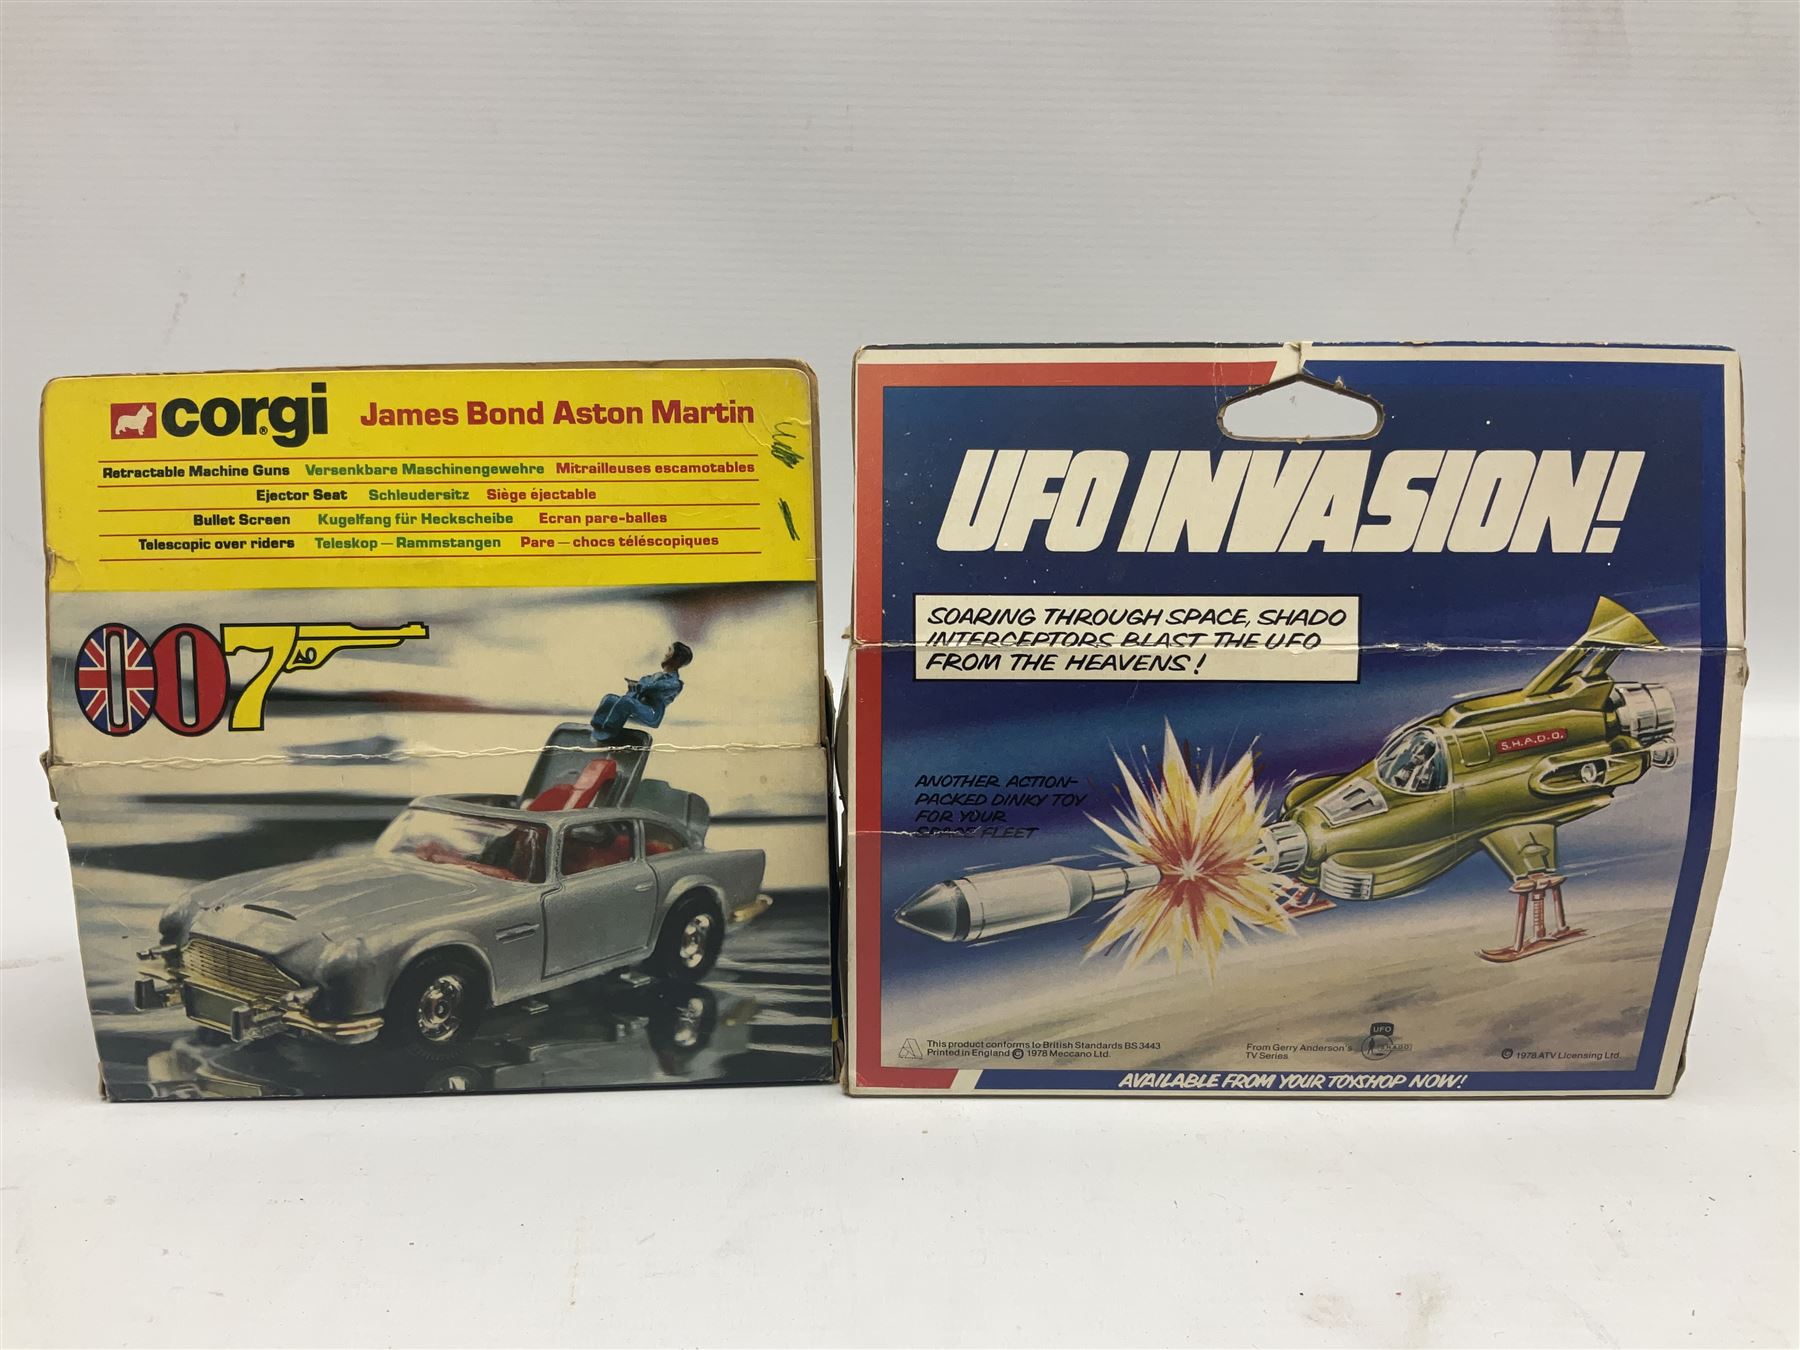 corgi James Bond Aston Martin
Retractable Machine Guns Versenkbare Maschinengewehre Mitrailleuses escamotables
Ejector Seat Schleudersitz Siège éjectable
Bullet Screen Kugelfang für Heckscheibe Ecran pare-balles
Telescopic over riders Teleskop – Rammstangen Pare – chocs téléscopiques
007
UFO INVASION!
SOARING THROUGH SPACE, SHADO
INTERCEPTORS BLAST THE UFO
FROM THE HEAVENS!
S.H.A.D.O.
ANOTHER ACTION-
PACKED DINKY TOY
FOR YOUR
SPACE FLEET
This product conforms to British Standards BS 3443
Printed in England © 1978 Meccano Ltd.
From Gerry Anderson's
TV Series
UFO
SHADO
© 1978 ATV Licensing Ltd.
AVAILABLE FROM YOUR TOYSHOP NOW!